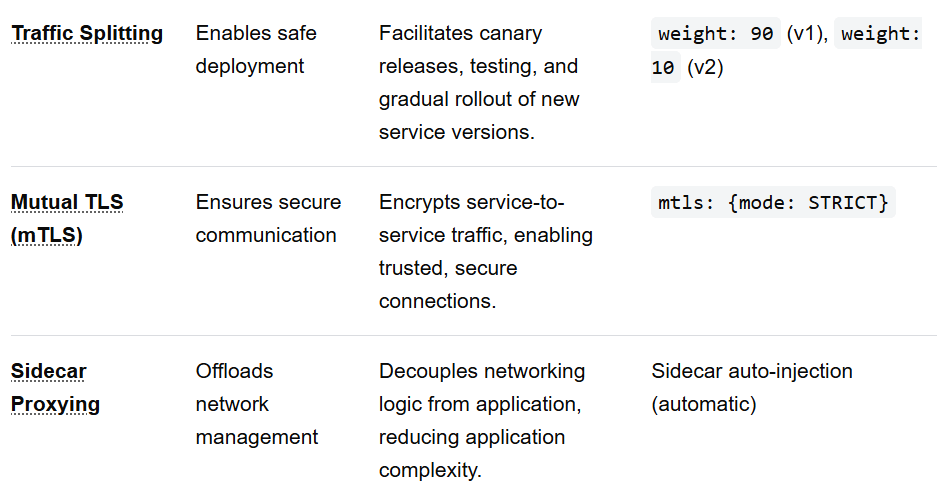 Traffic Splitting
Enables safe
deployment
Facilitates canary
releases, testing, and
gradual rollout of new
service versions.
weight: 90 (v1), weight:
10 (v2)
Mutual TLS
(mTLS)
Ensures secure
communication
Encrypts service-to-
service traffic, enabling
trusted, secure
connections.
mtls: {mode: STRICT}
Sidecar
Proxying
Offloads
network
management
Decouples networking
logic from application,
reducing application
complexity.
Sidecar auto-injection
(automatic)